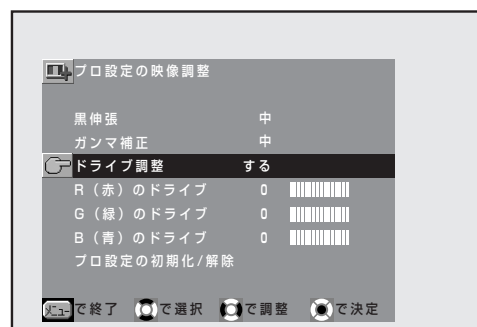 プロ設定の映像調整
黒伸張 中
ガンマ補正 中
ドライブ調整 する
R（赤）のドライブ 0
G（緑）のドライブ 0
B（青）のドライブ 0
プロ設定の初期化/解除
メニューで終了 で選択 で調整 で決定